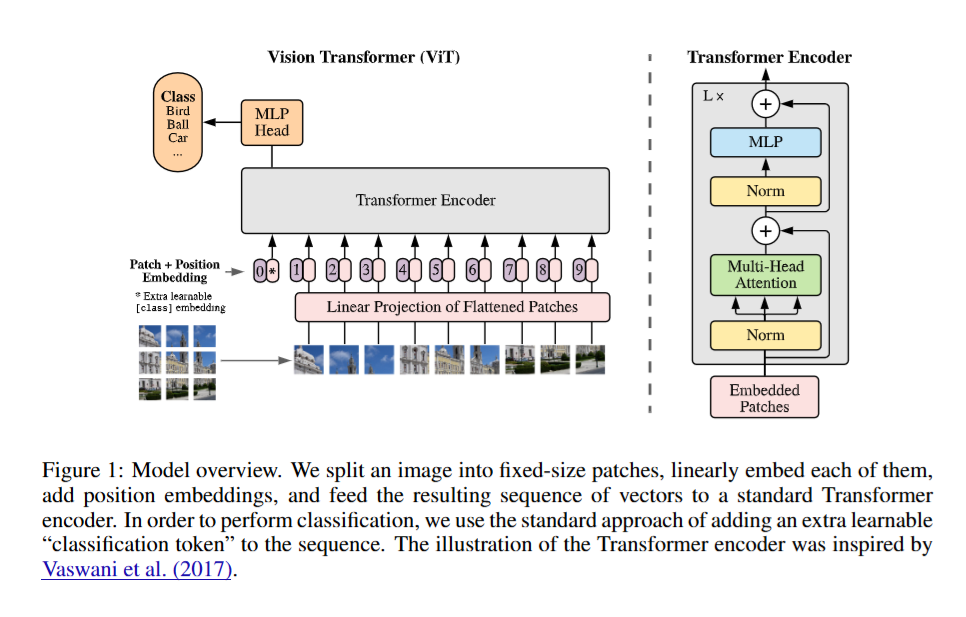 Vision Transformer (ViT)
Class
Bird
Ball
Car
...
MLP
Head
Transformer Encoder
Patch + Position
Embedding
* Extra learnable
[class] embedding
0 * 1 2 3 4 5 6 7 8 9
Linear Projection of Flattened Patches
Transformer Encoder
L ×
+
MLP
Norm
+
Multi-Head
Attention
Norm
Embedded
Patches
Figure 1: Model overview. We split an image into fixed-size patches, linearly embed each of them,
add position embeddings, and feed the resulting sequence of vectors to a standard Transformer
encoder. In order to perform classification, we use the standard approach of adding an extra learnable
“classification token” to the sequence. The illustration of the Transformer encoder was inspired by
Vaswani et al. (2017).